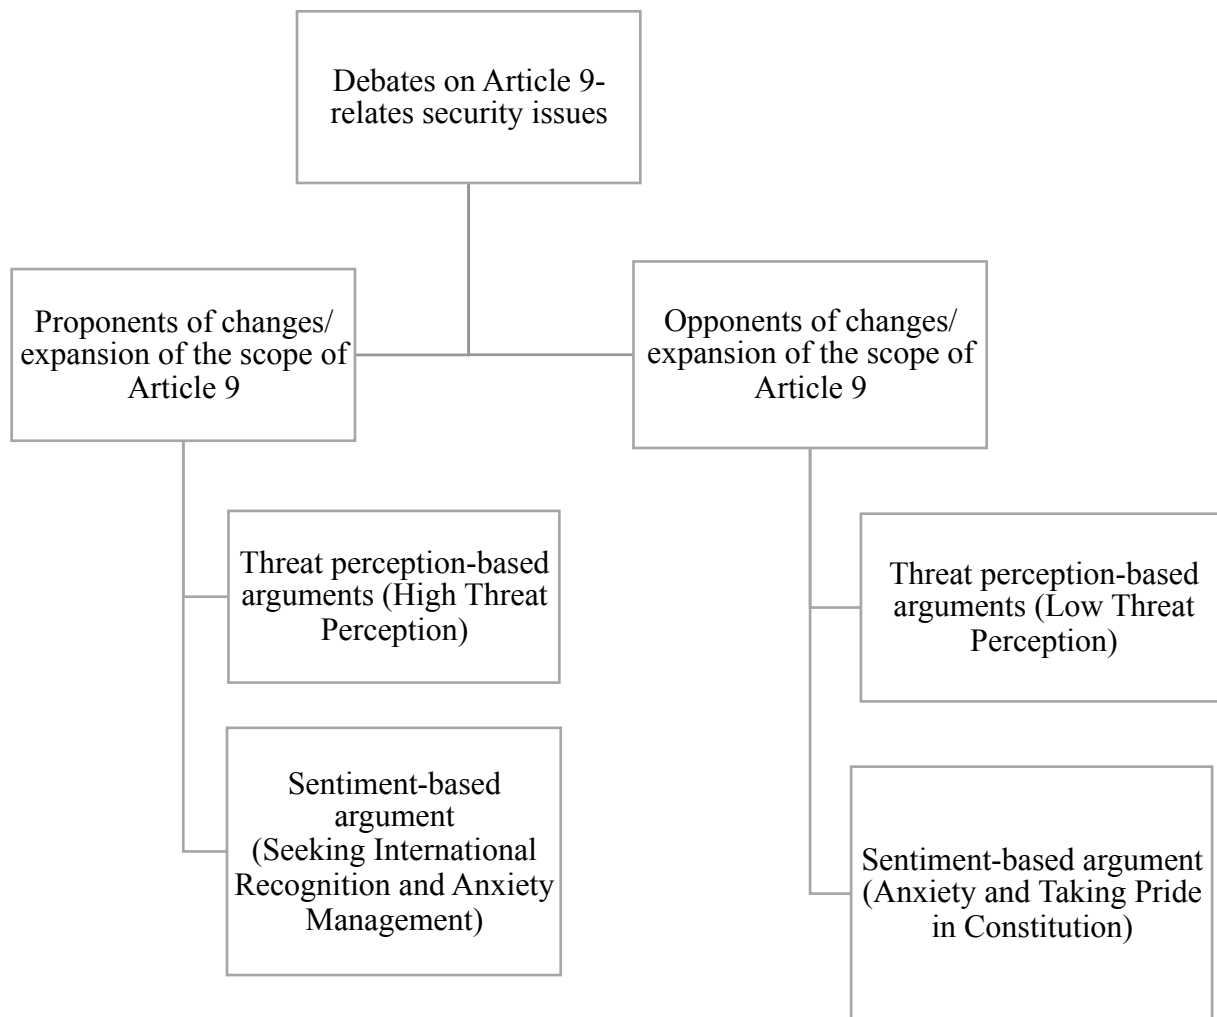 Debates on Article 9-
relates security issues
Proponents of changes/
expansion of the scope of
Article 9
Opponents of changes/
expansion of the scope of
Article 9
Threat perception-based
arguments (High Threat
Perception)
Threat perception-based
arguments (Low Threat
Perception)
Sentiment-based
argument
(Seeking International
Recognition and Anxiety
Management)
Sentiment-based argument
(Anxiety and Taking Pride
in Constitution)